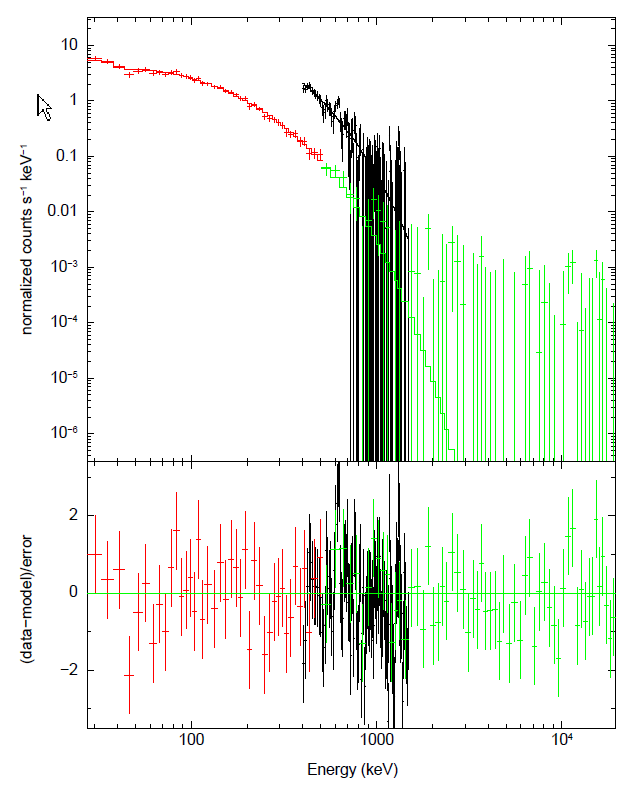 10
1
0.1
0.01
10⁻³
10⁻⁴
10⁻⁵
10⁻⁶
normalized counts s⁻¹ keV⁻¹
2
0
−2
(data−model)/error
100 1000 10⁴
Energy (keV)